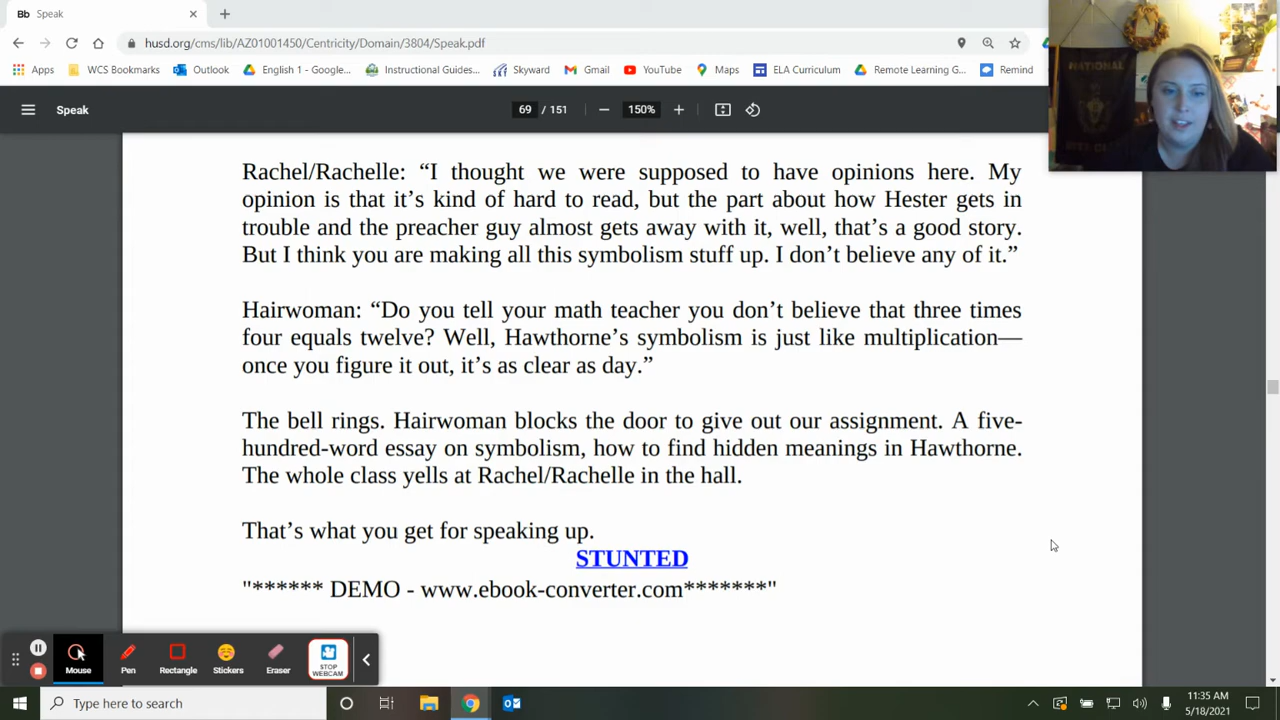 Bb Speak
husd.org/cms/lib/AZ01001450/Centricity/Domain/3804/Speak.pdf
Apps WCS Bookmarks Outlook English 1 - Google... Instructional Guides... Skyward Gmail YouTube Maps ELA Curriculum Remote Learning G... Remind
NATIONAL
Speak 69 / 151 150%
Rachel/Rachelle: “I thought we were supposed to have opinions here. My
opinion is that it’s kind of hard to read, but the part about how Hester gets in
trouble and the preacher guy almost gets away with it, well, that’s a good story.
But I think you are making all this symbolism stuff up. I don’t believe any of it.”
Hairwoman: “Do you tell your math teacher you don’t believe that three times
four equals twelve? Well, Hawthorne’s symbolism is just like multiplication—
once you figure it out, it’s as clear as day.”
The bell rings. Hairwoman blocks the door to give out our assignment. A five-
hundred-word essay on symbolism, how to find hidden meanings in Hawthorne.
The whole class yells at Rachel/Rachelle in the hall.
That’s what you get for speaking up.
STUNTED
"****** DEMO - www.ebook-converter.com*******"
Mouse Pen Rectangle Stickers Eraser STOP
WEBCAM
Type here to search
11:35 AM
5/18/2021